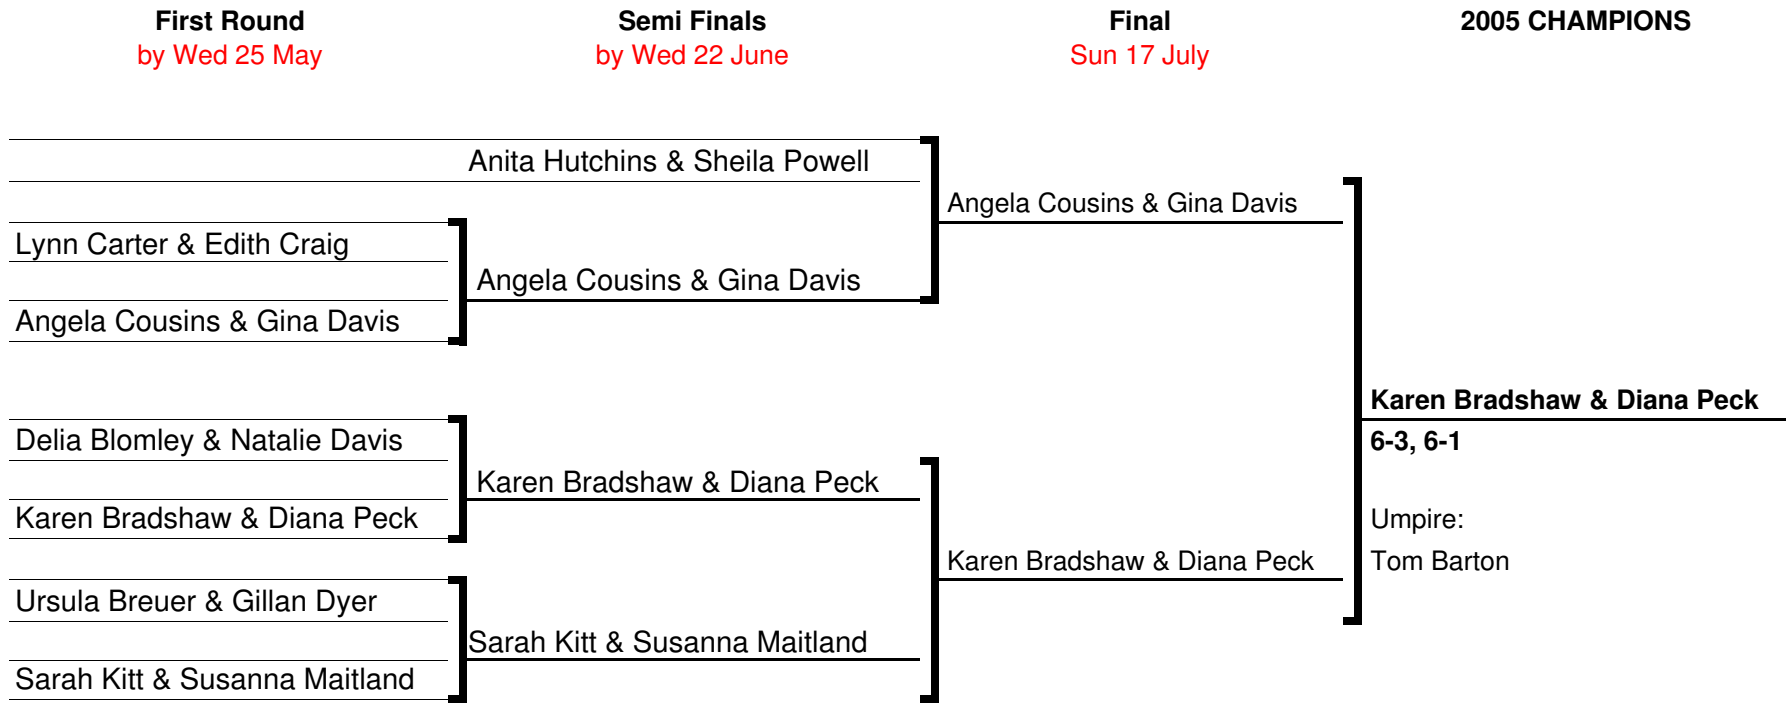 First Round
Semi Finals
Final
2005 CHAMPIONS
by Wed 25 May
by Wed 22 June
Sun 17 July
Anita Hutchins & Sheila Powell
Angela Cousins & Gina Davis
Lynn Carter & Edith Craig
Angela Cousins & Gina Davis
Angela Cousins & Gina Davis
Karen Bradshaw & Diana Peck
Delia Blomley & Natalie Davis
6-3, 6-1
Karen Bradshaw & Diana Peck
Karen Bradshaw & Diana Peck
Umpire:
Karen Bradshaw & Diana Peck
Tom Barton
Ursula Breuer & Gillan Dyer
Sarah Kitt & Susanna Maitland
Sarah Kitt & Susanna Maitland